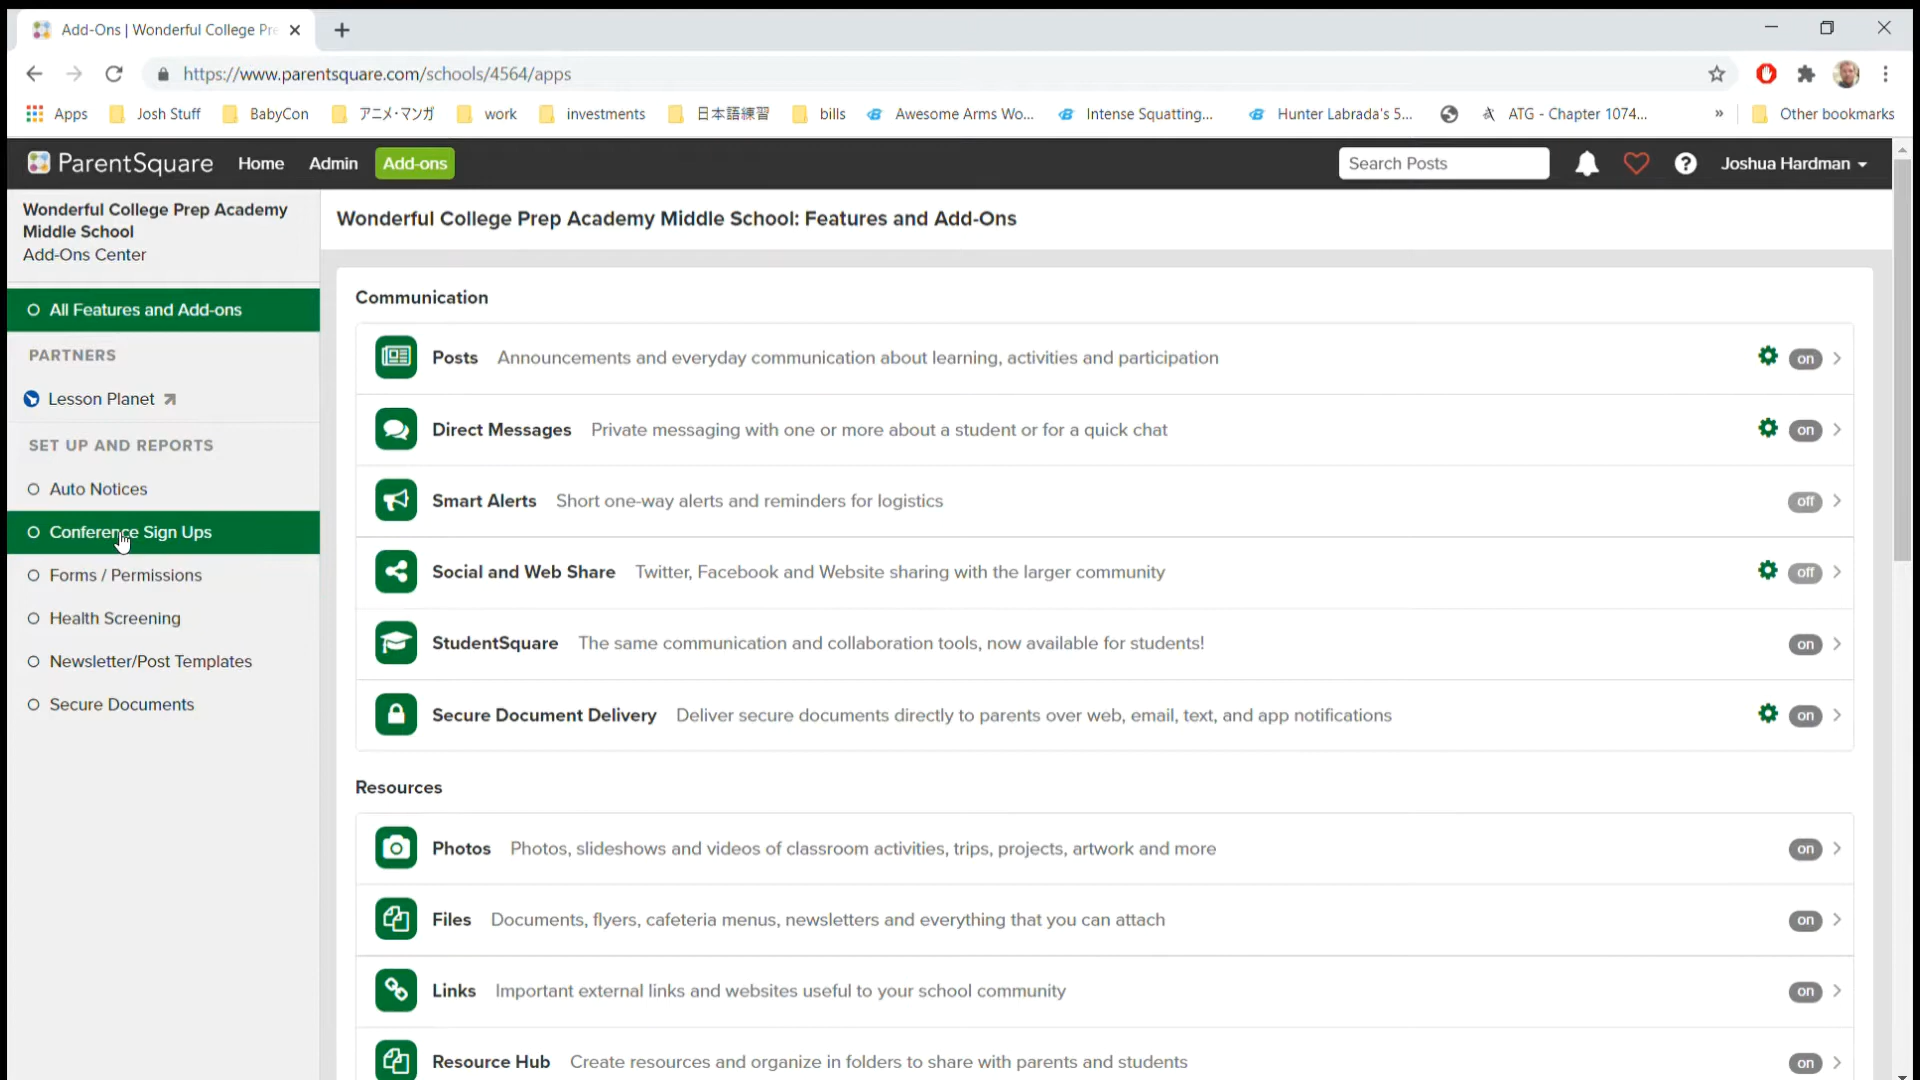 Add-Ons | Wonderful College Pre
https://www.parentsquare.com/schools/4564/apps
Apps Josh Stuff BabyCon アニメ・マンガ work investments 日本語練習 bills Awesome Arms Wo... Intense Squatting... Hunter Labrada's 5... ATG - Chapter 1074... » Other bookmarks
ParentSquare Home Admin Add-ons Search Posts Joshua Hardman
Wonderful College Prep Academy
Middle School
Add-Ons Center
Wonderful College Prep Academy Middle School: Features and Add-Ons
All Features and Add-ons
PARTNERS
Lesson Planet
SET UP AND REPORTS
Auto Notices
Conference Sign Ups
Forms / Permissions
Health Screening
Newsletter/Post Templates
Secure Documents
Communication
Posts Announcements and everyday communication about learning, activities and participation on
Direct Messages Private messaging with one or more about a student or for a quick chat on
Smart Alerts Short one-way alerts and reminders for logistics off
Social and Web Share Twitter, Facebook and Website sharing with the larger community off
StudentSquare The same communication and collaboration tools, now available for students! on
Secure Document Delivery Deliver secure documents directly to parents over web, email, text, and app notifications on
Resources
Photos Photos, slideshows and videos of classroom activities, trips, projects, artwork and more on
Files Documents, flyers, cafeteria menus, newsletters and everything that you can attach on
Links Important external links and websites useful to your school community on
Resource Hub Create resources and organize in folders to share with parents and students on